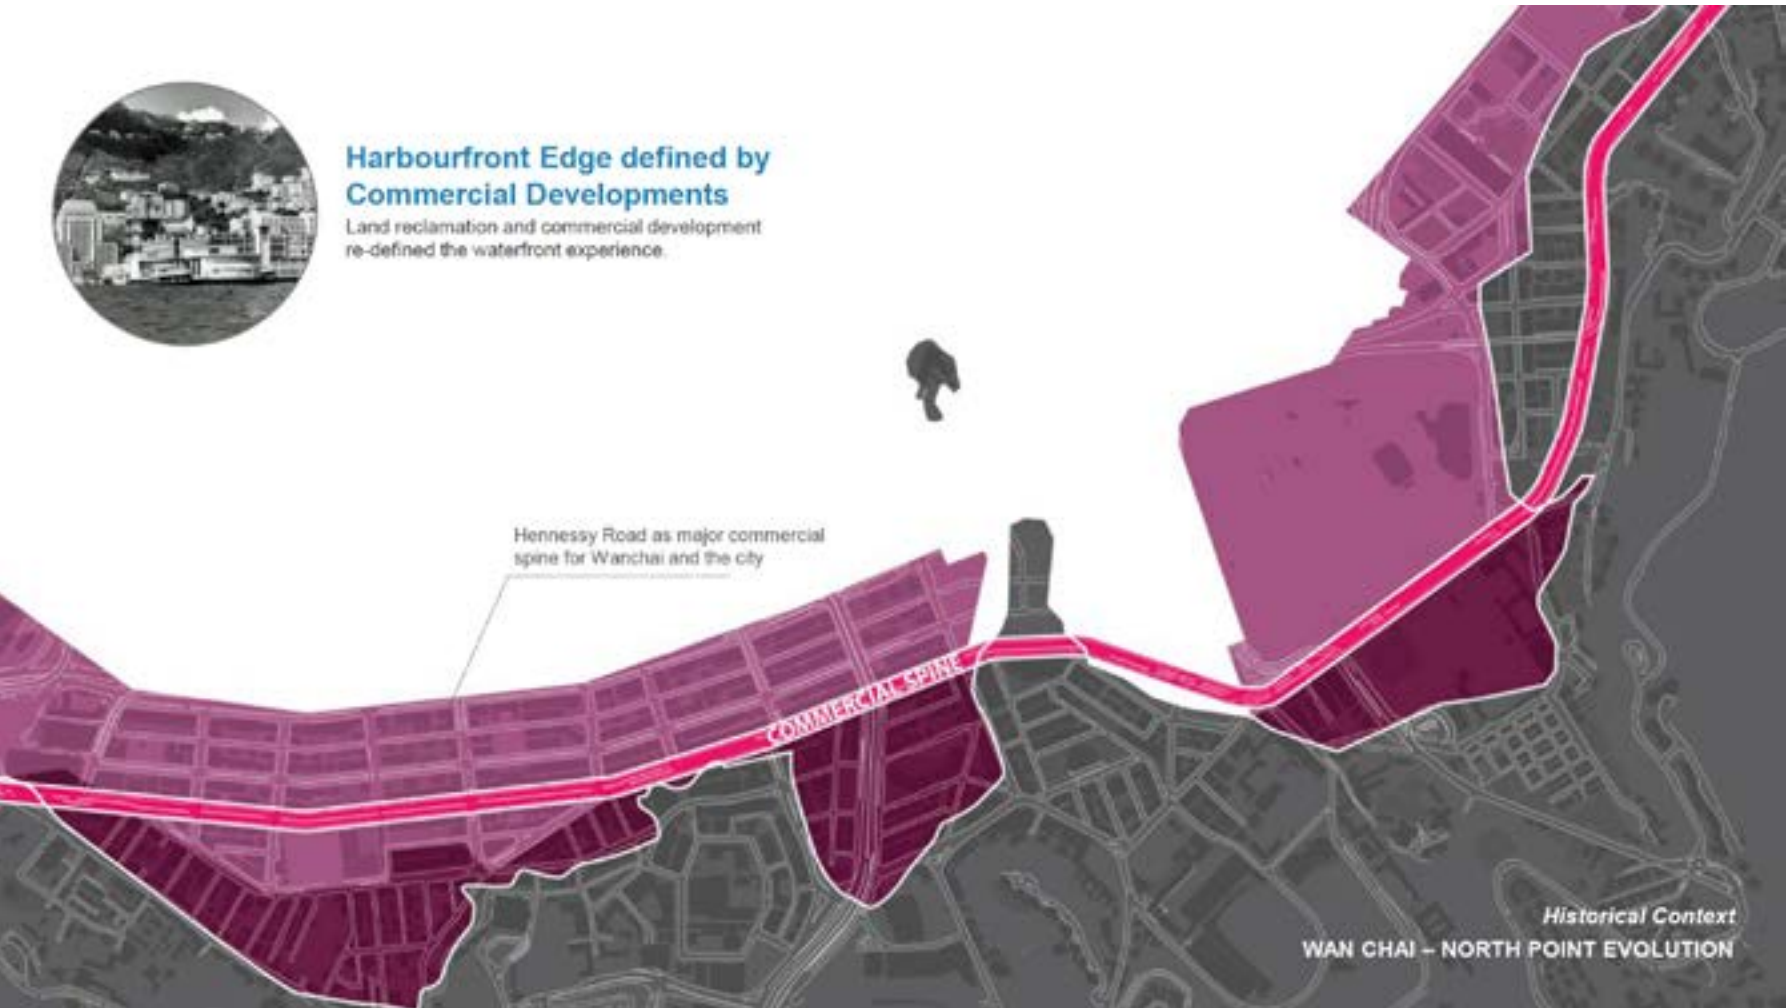 Harbourfront Edge defined by
Commercial Developments
Land reclamation and commercial development
re-defined the waterfront experience.
Hennessy Road as major commercial
spine for Wanchai and the city
COMMERCIAL SPINE
Historical Context
WAN CHAI – NORTH POINT EVOLUTION